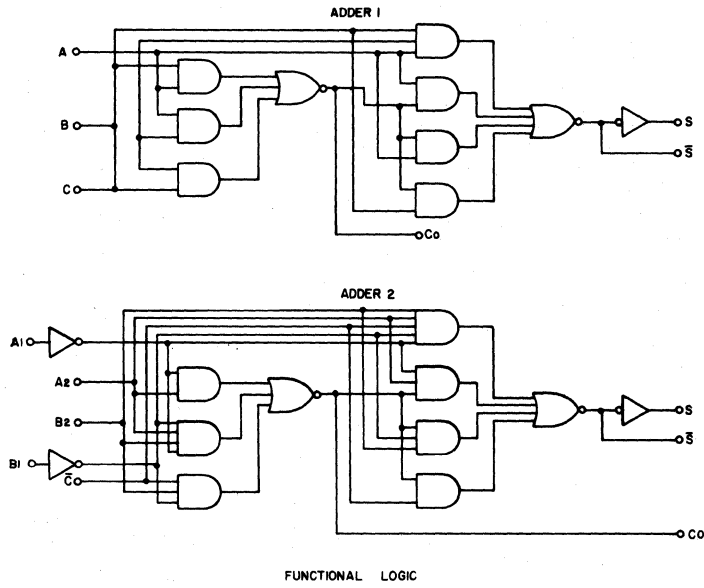 ADDER 1
A
B
C
S
S̅
Co
ADDER 2
A1
A2
B2
B1
C̅
S
S̅
Co
FUNCTIONAL LOGIC